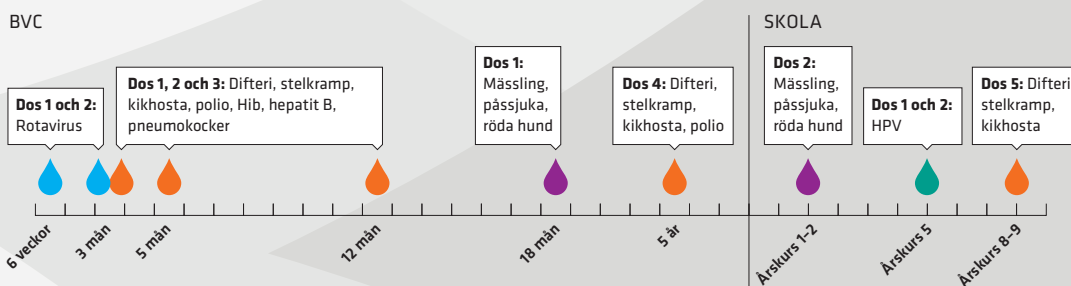 BVC
SKOLA
Dos 1 och 2:
Rotavirus
Dos 1, 2 och 3: Difteri, stelkramp,
kikhosta, polio, Hib, hepatit B,
pneumokocker
Dos 1:
Mässling,
påssjuka,
röda hund
Dos 4: Difteri,
stelkramp,
kikhosta, polio
Dos 2:
Mässling,
påssjuka,
röda hund
Dos 1 och 2:
HPV
Dos 5: Difteri,
stelkramp,
kikhosta
6 veckor
3 mån
5 mån
12 mån
18 mån
5 år
Årskurs 1–2
Årskurs 5
Årskurs 8–9